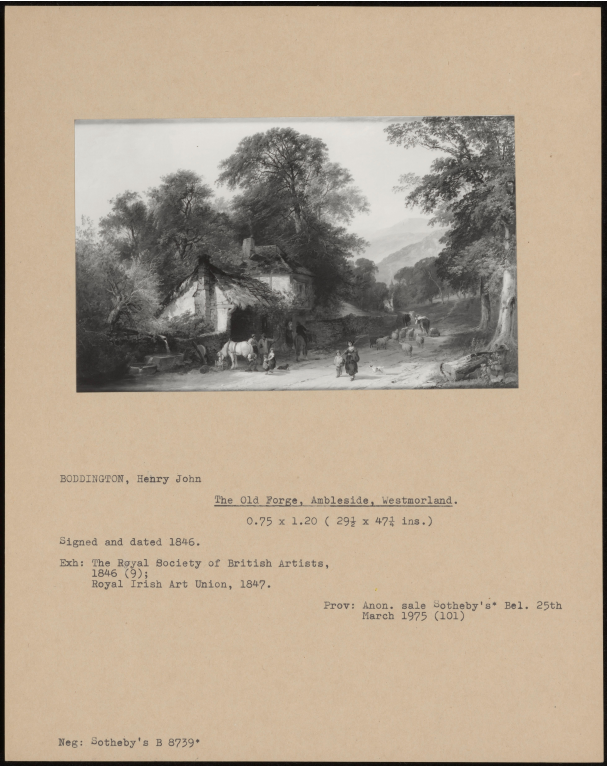 BODDINGTON, Henry John
The Old Forge, Ambleside, Westmorland.
0.75 x 1.20 ( 29½ x 47¼ ins.)
Signed and dated 1846.
Exh: The Royal Society of British Artists,
1846 (9);
Royal Irish Art Union, 1847.
Prov: Anon. sale Sotheby's* Bel. 25th
March 1975 (101)
Neg: Sotheby's B 8739*